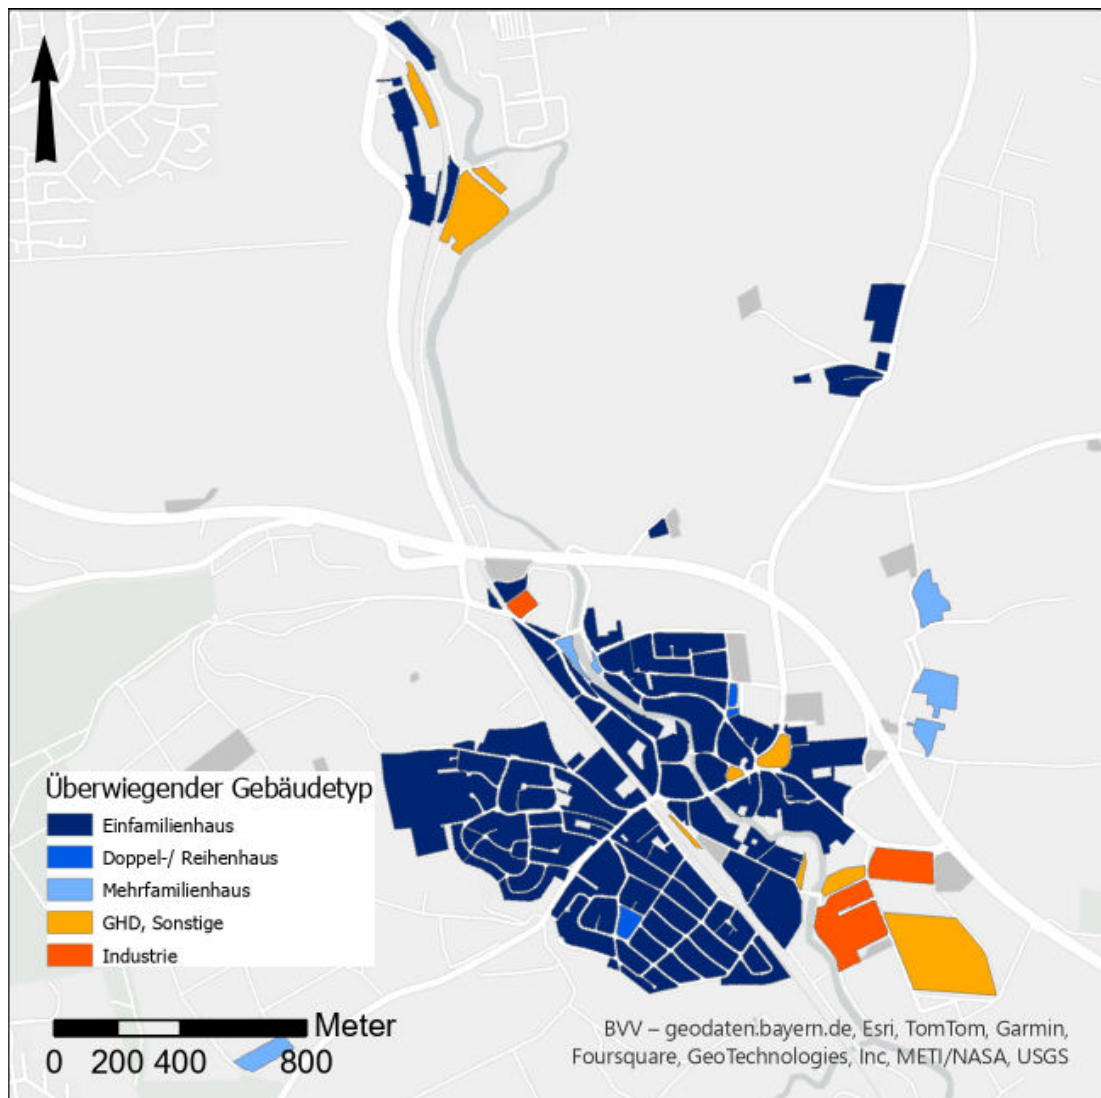 Überwiegender Gebäudetyp
Einfamilienhaus
Doppel-/ Reihenhaus
Mehrfamilienhaus
GHD, Sonstige
Industrie
Meter
0 200 400 800
BVV – geodaten.bayern.de, Esri, TomTom, Garmin,
Foursquare, GeoTechnologies, Inc, METI/NASA, USGS